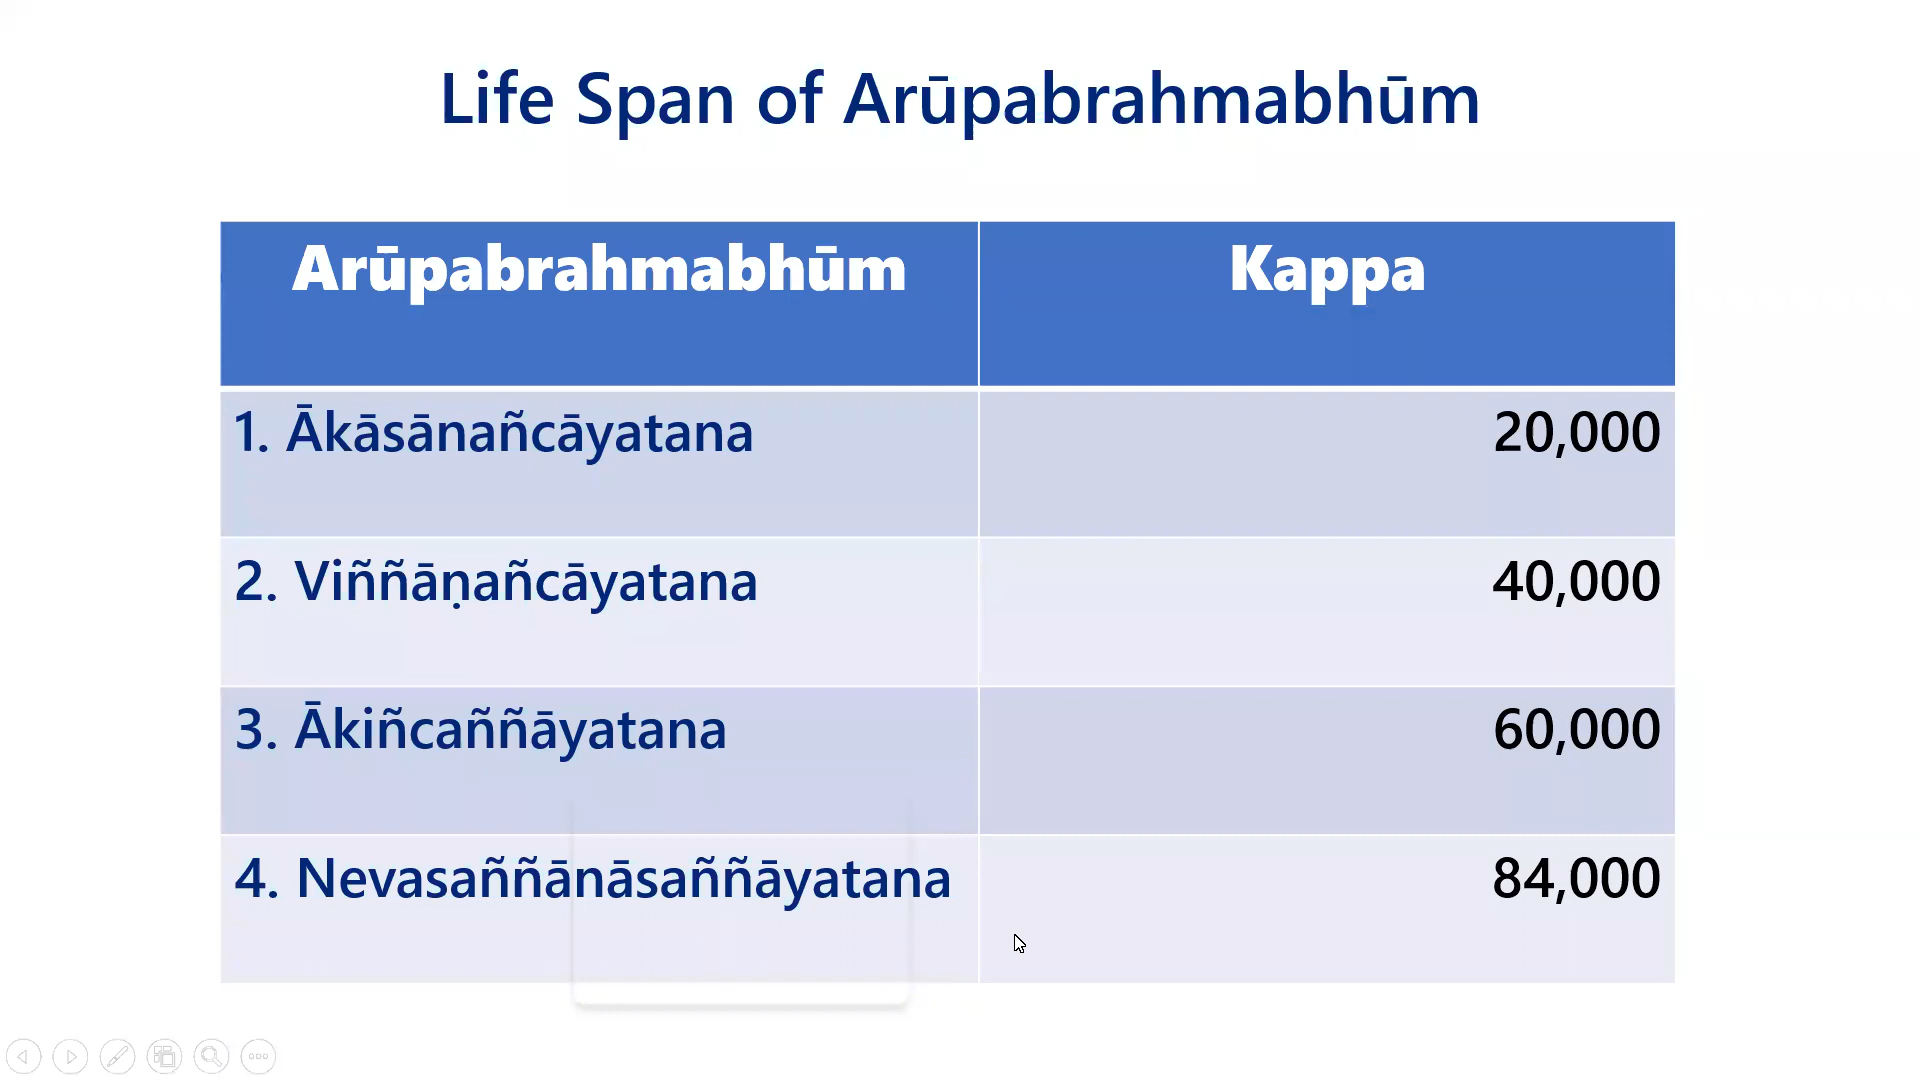 Life Span of Arūpabrahmabhūm
Arūpabrahmabhūm Kappa
1. Ākāsānañcāyatana 20,000
2. Viññāṇañcāyatana 40,000
3. Ākiñcaññāyatana 60,000
4. Nevasaññānāsaññāyatana 84,000